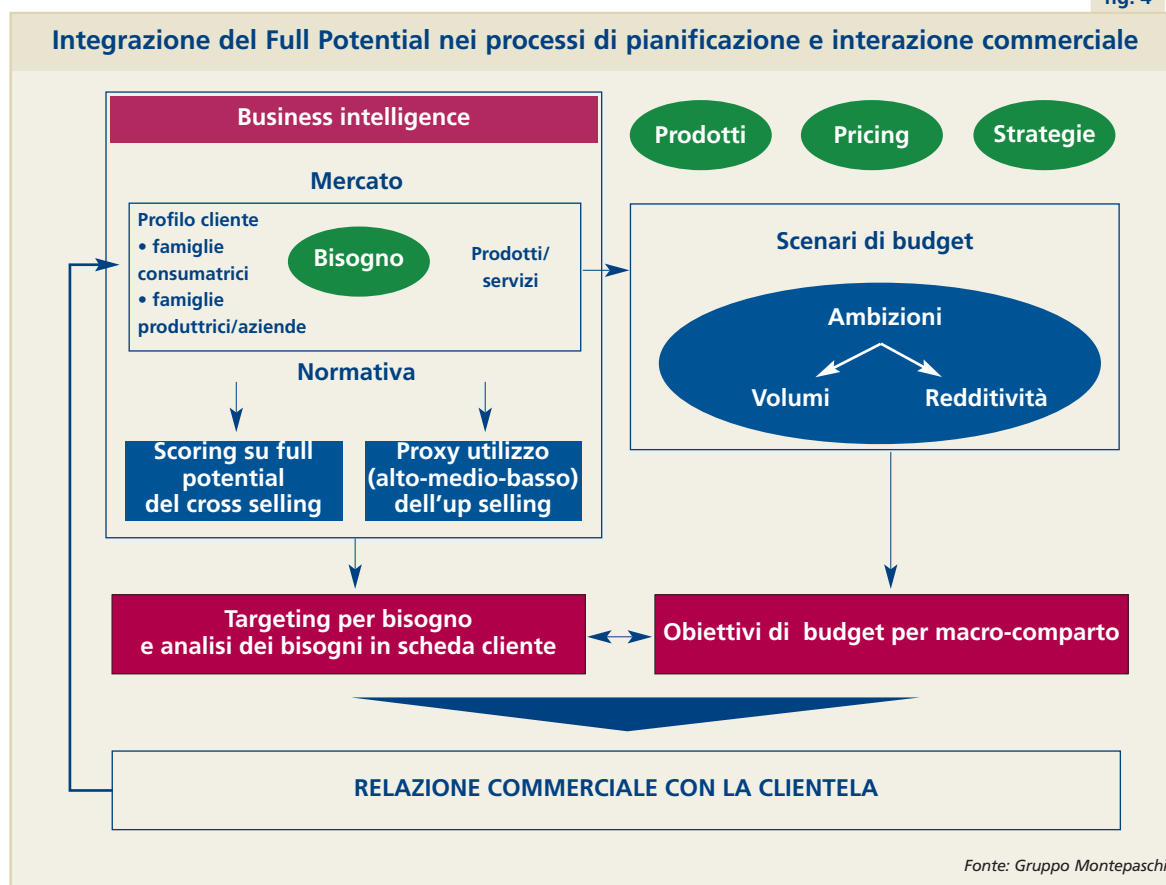 fig. 4
Integrazione del Full Potential nei processi di pianificazione e interazione commerciale
Business intelligence
Mercato
Profilo cliente
• famiglie
consumatrici
• famiglie
produttrici/aziende
Bisogno
Prodotti/
servizi
Normativa
Scoring su full
potential
del cross selling
Proxy utilizzo
(alto-medio-basso)
dell'up selling
Prodotti
Pricing
Strategie
Scenari di budget
Ambizioni
Volumi
Redditività
Targeting per bisogno
e analisi dei bisogni in scheda cliente
Obiettivi di budget per macro-comparto
RELAZIONE COMMERCIALE CON LA CLIENTELA
Fonte: Gruppo Montepaschi